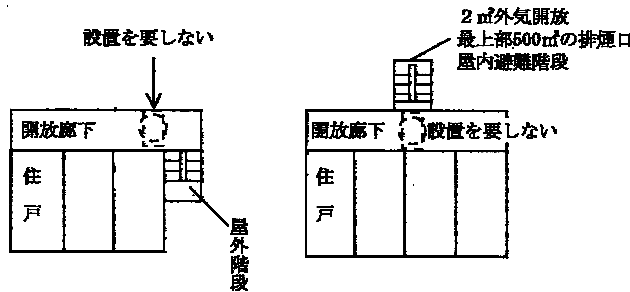 設置を要しない
開放廊下
住
戸
屋外階段
2㎡外気開放
最上部500㎠の排煙口
屋内避難階段
開放廊下
設置を要しない
住
戸